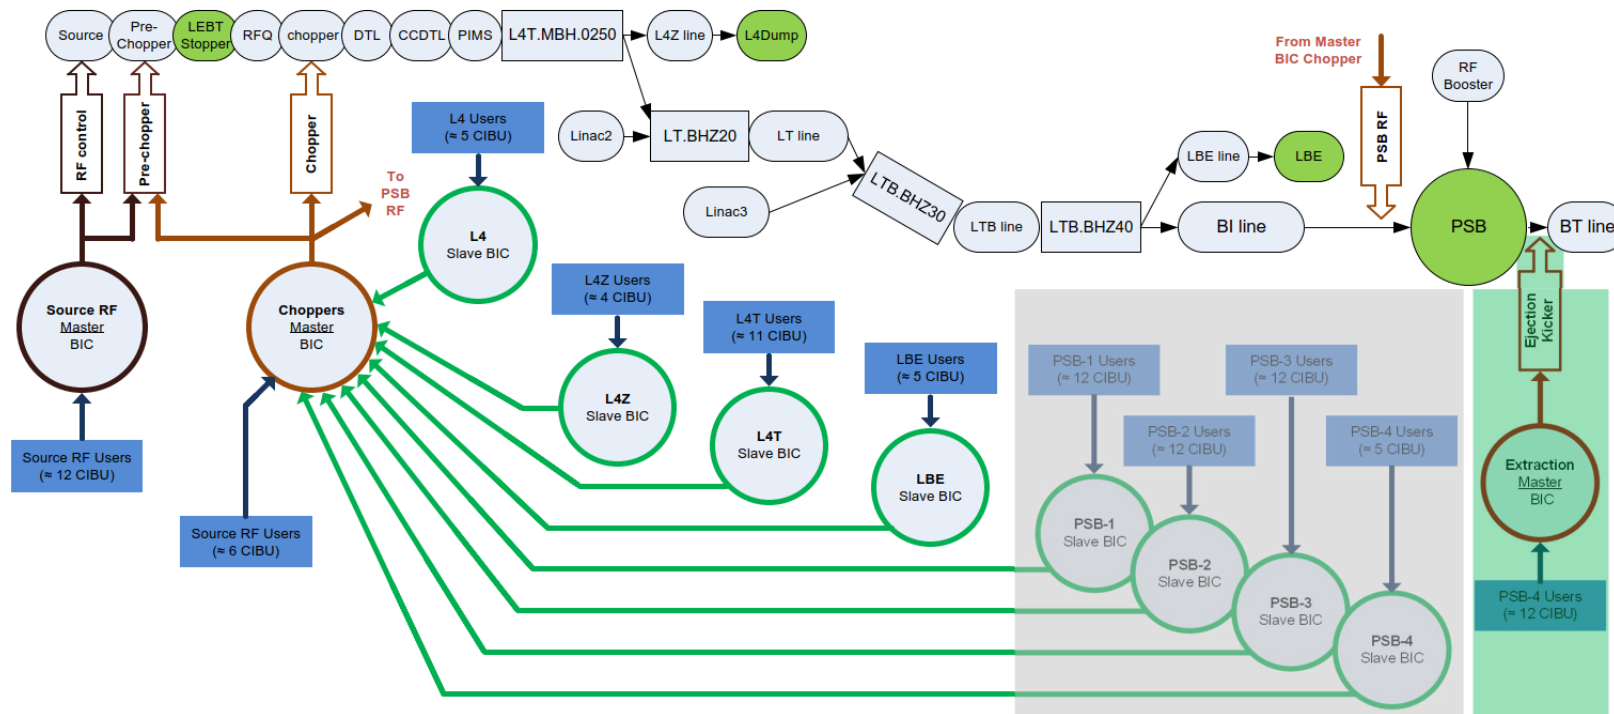 Source
Pre-
Chopper
LEBT
Stopper
RFQ
chopper
DTL
CCDTL
PIMS
L4T.MBH.0250
L4Z line
L4Dump
From Master
BIC Chopper
RF
Booster
RF control
Pre-chopper
Chopper
To
PSB
RF
L4 Users
(≈ 5 CIBU)
Linac2
LT.BHZ20
LT line
Linac3
LTB.BHZ30
LTB line
LTB.BHZ40
LBE line
LBE
BI line
PSB RF
PSB
BT line
L4
Slave BIC
Source RF
Master
BIC
Choppers
Master
BIC
L4Z Users
(≈ 4 CIBU)
L4T Users
(≈ 11 CIBU)
LBE Users
(≈ 5 CIBU)
L4Z
Slave BIC
L4T
Slave BIC
LBE
Slave BIC
Source RF Users
(≈ 12 CIBU)
Source RF Users
(≈ 6 CIBU)
PSB-1 Users
(≈ 12 CIBU)
PSB-2 Users
(≈ 12 CIBU)
PSB-3 Users
(≈ 12 CIBU)
PSB-4 Users
(≈ 5 CIBU)
PSB-1
Slave BIC
PSB-2
Slave BIC
PSB-3
Slave BIC
PSB-4
Slave BIC
Ejection
Kicker
Extraction
Master
BIC
PSB-4 Users
(≈ 12 CIBU)